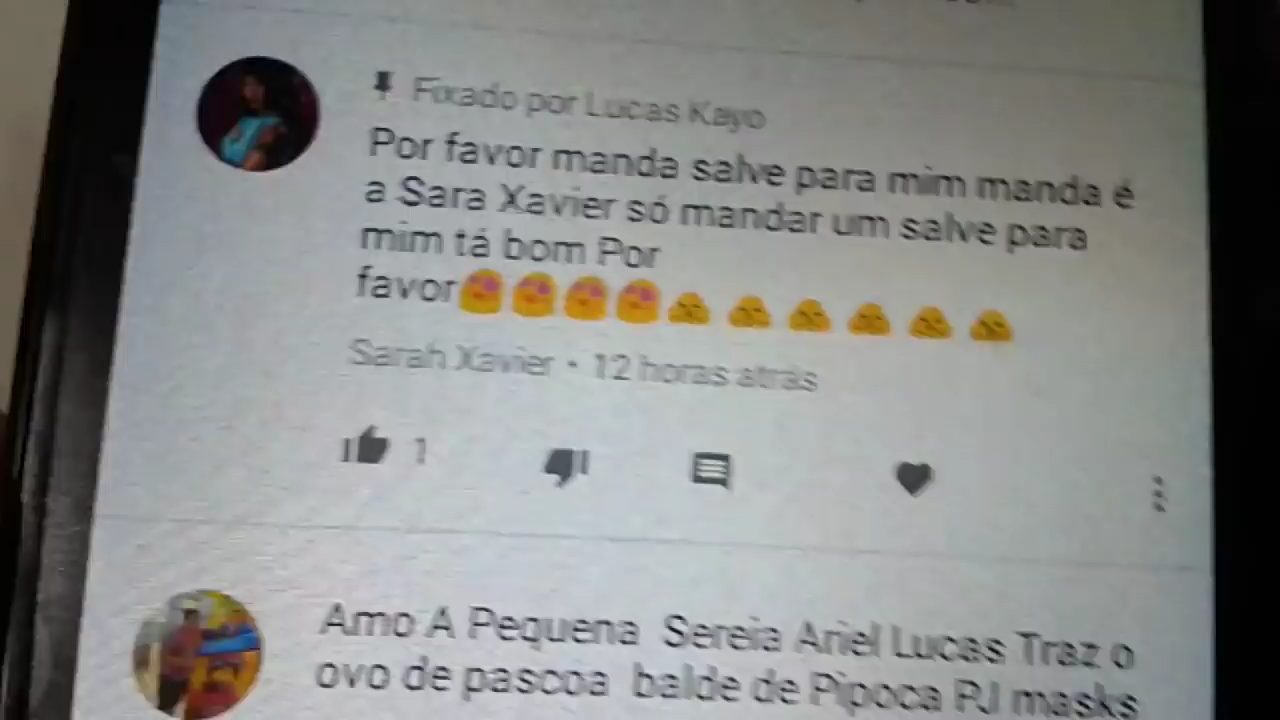 Fixado por Lucas Kayo
Por favor manda salve para mim manda é
a Sara Xavier só mandar um salve para
mim tá bom Por
favor😍😍😍😍🙈🙈🙈🙈🙈🙈
Sarah Xavier • 12 horas atrás
1
Amo A Pequena Sereia Ariel Lucas Traz o
ovo de pascoa balde de Pipoca PJ masks